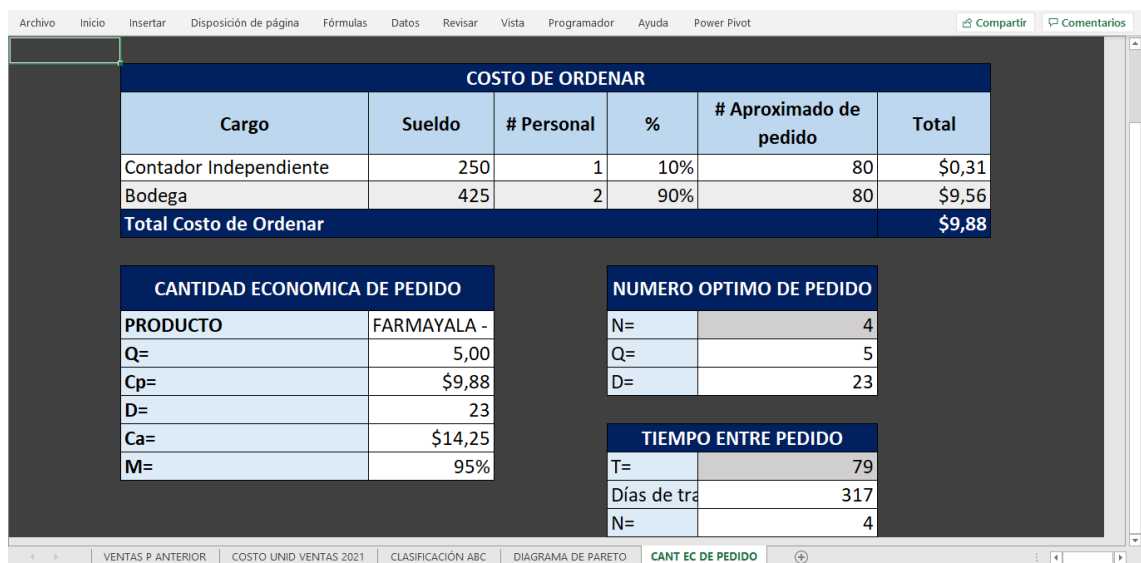 Archivo Inicio Insertar Disposición de página Fórmulas Datos Revisar Vista Programador Ayuda Power Pivot Compartir Comentarios
COSTO DE ORDENAR
Cargo Sueldo # Personal % # Aproximado de pedido Total
Contador Independiente 250 1 10% 80 $0,31
Bodega 425 2 90% 80 $9,56
Total Costo de Ordenar $9,88
CANTIDAD ECONOMICA DE PEDIDO
PRODUCTO FARMAYALA -
Q= 5,00
Cp= $9,88
D= 23
Ca= $14,25
M= 95%
NUMERO OPTIMO DE PEDIDO
N= 4
Q= 5
D= 23
TIEMPO ENTRE PEDIDO
T= 79
Días de tra 317
N= 4
VENTAS P ANTERIOR COSTO UNID VENTAS 2021 CLASIFICACIÓN ABC DIAGRAMA DE PARETO CANT EC DE PEDIDO